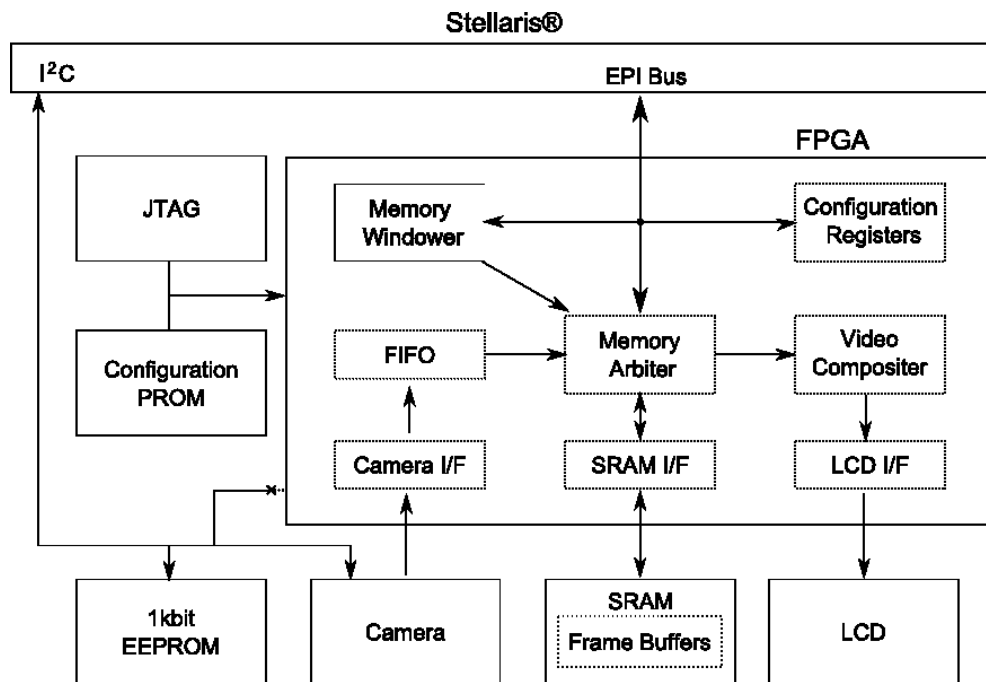 Stellaris®
I²C
EPI Bus
FPGA
JTAG
Memory
Windower
Configuration
Registers
Configuration
PROM
FIFO
Memory
Arbiter
Video
Compositer
Camera I/F
SRAM I/F
LCD I/F
1kbit
EEPROM
Camera
SRAM
Frame Buffers
LCD